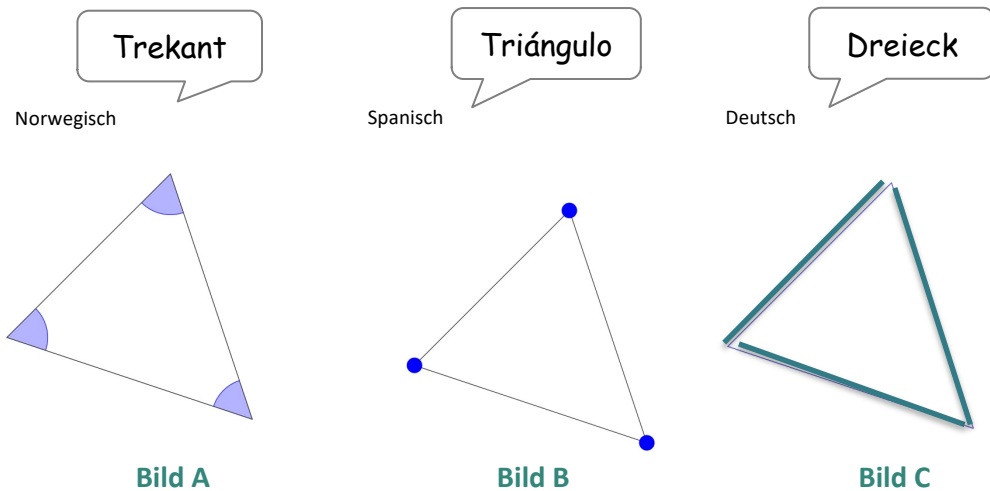 Trekant
Triángulo
Dreieck
Norwegisch
Spanisch
Deutsch
Bild A
Bild B
Bild C